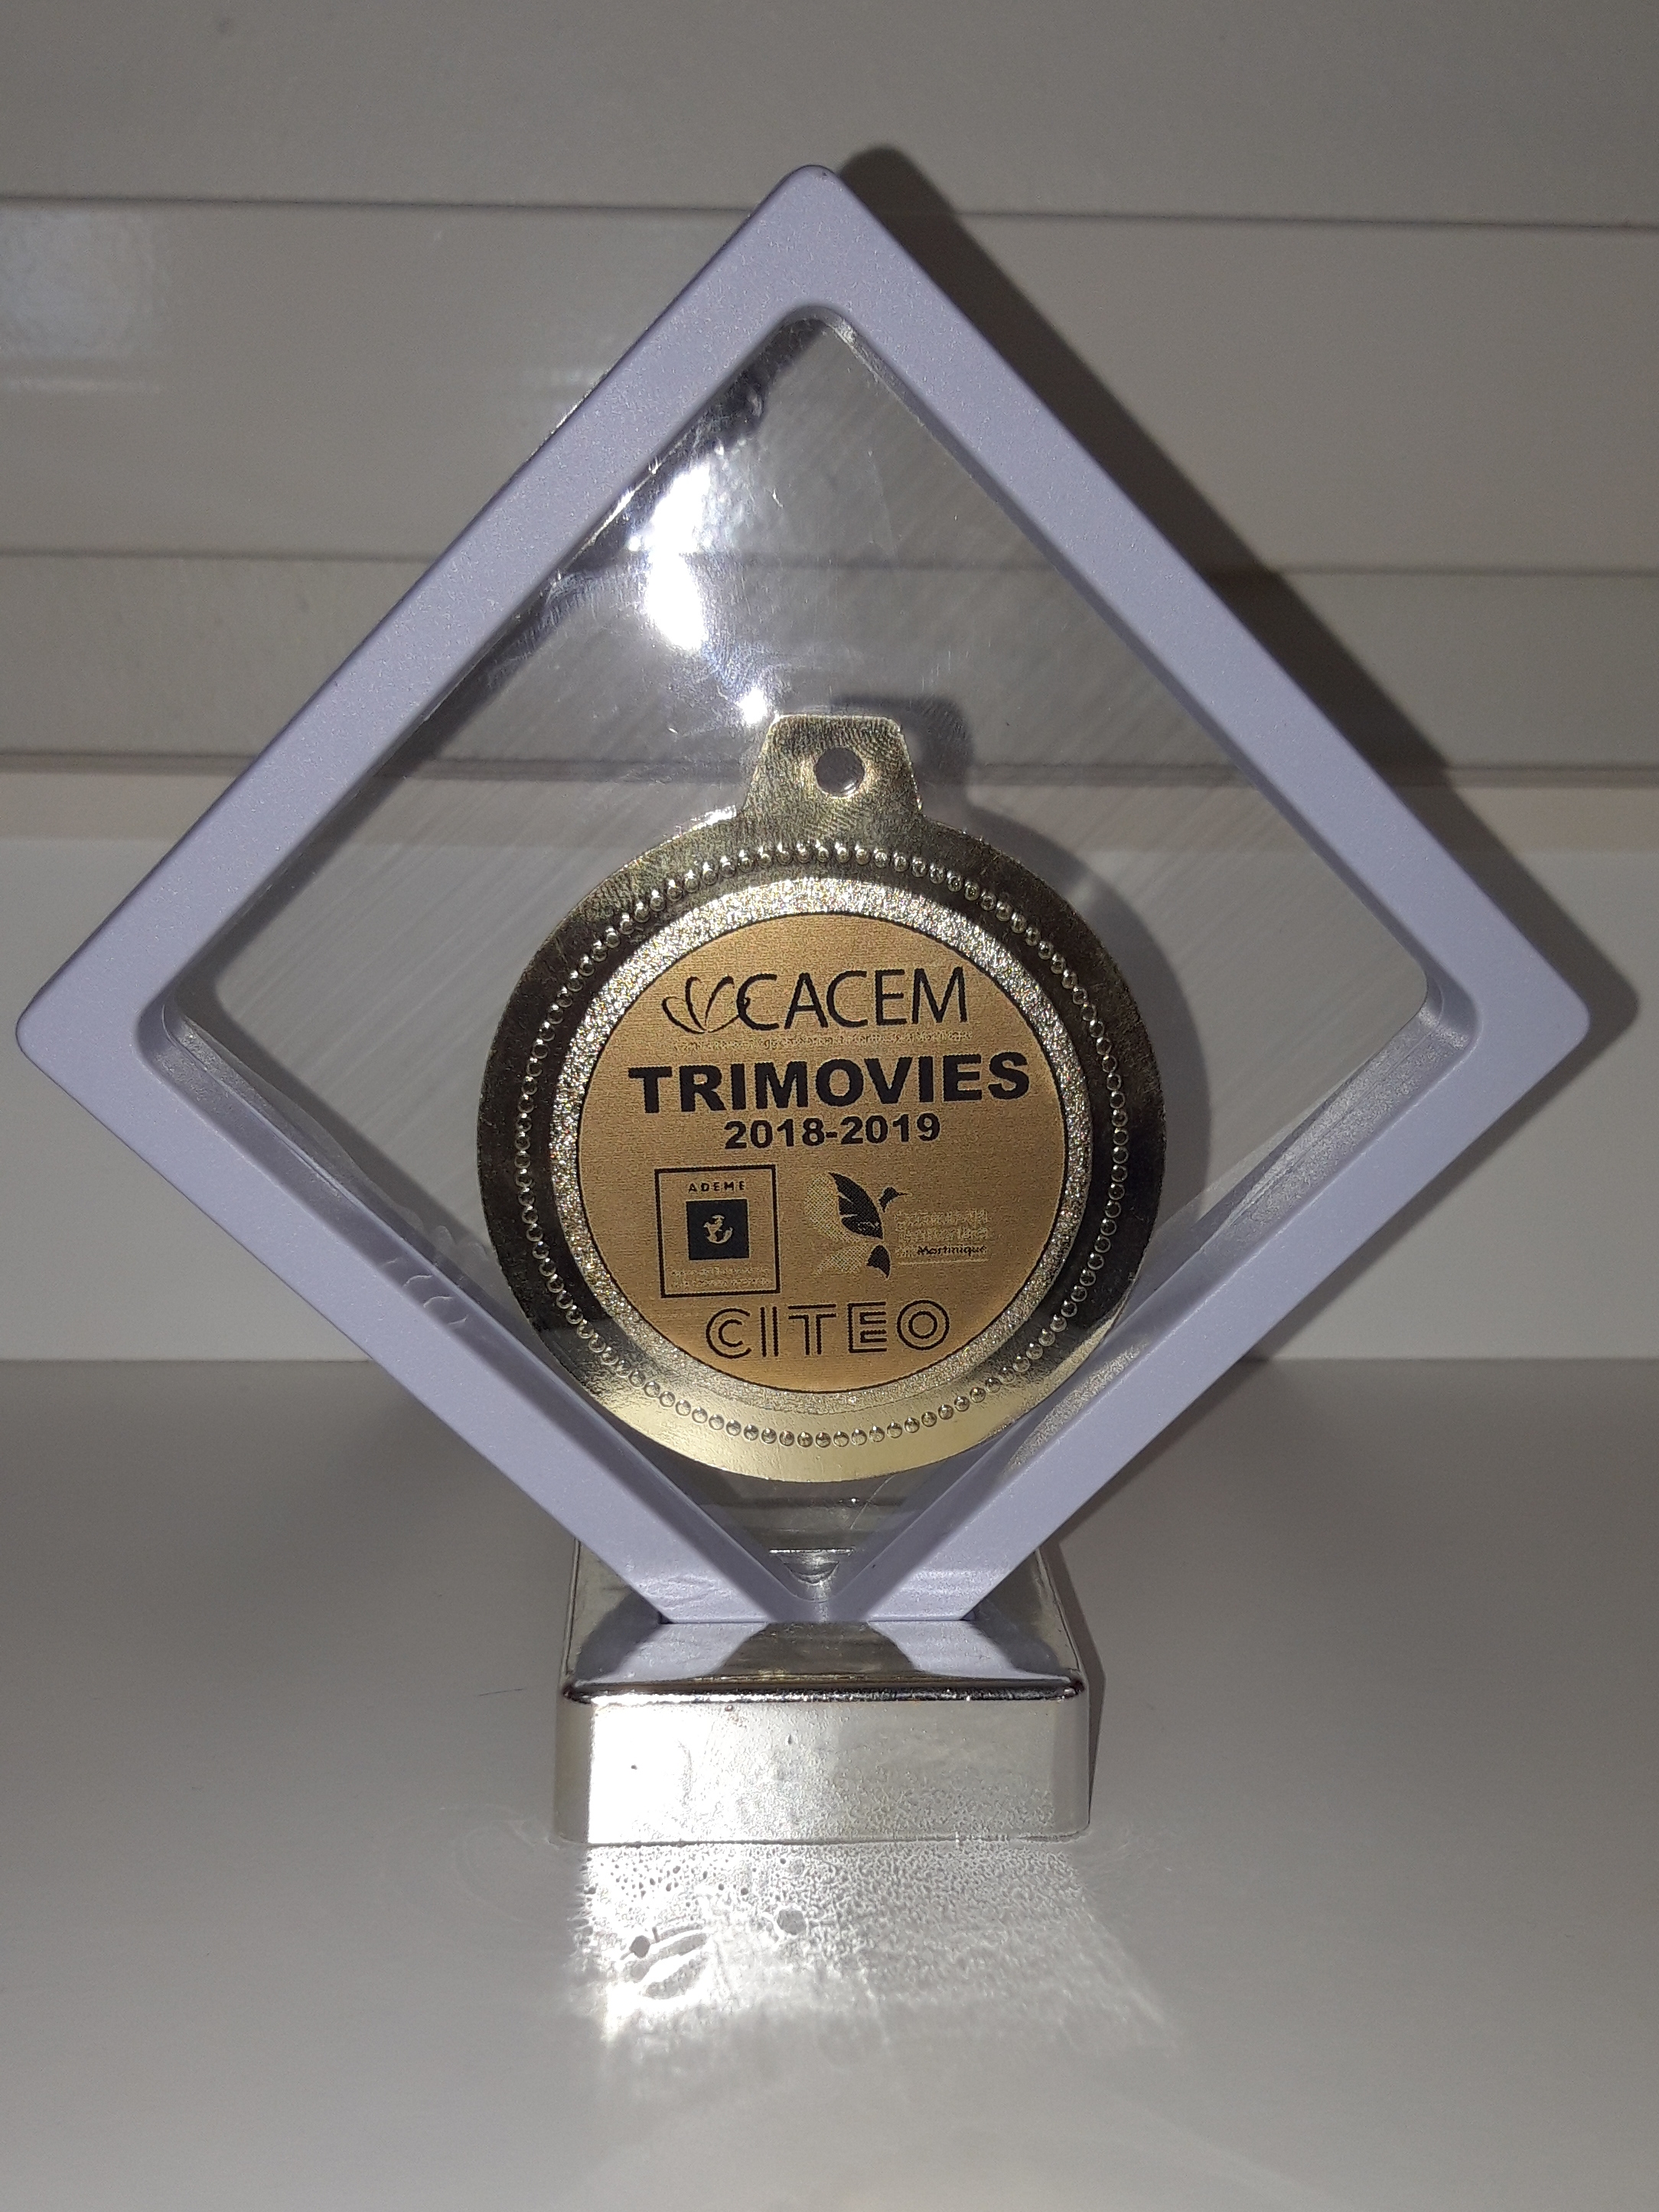 CACEM
TRIMOVIES
2018-2019
ADEME
Martinique
CITEO